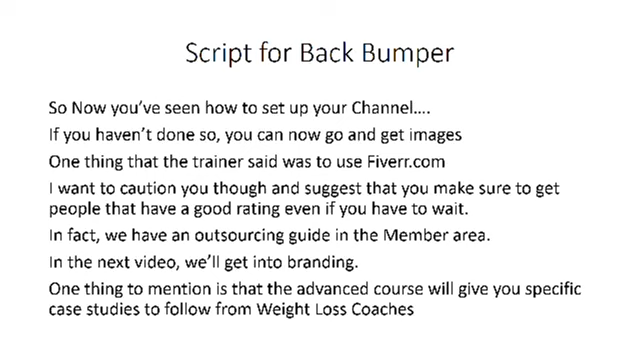 Script for Back Bumper
So Now you've seen how to set up your Channel....
If you haven't done so, you can now go and get images
One thing that the trainer said was to use Fiverr.com
I want to caution you though and suggest that you make sure to get
people that have a good rating even if you have to wait.
In fact, we have an outsourcing guide in the Member area.
In the next video, we'll get into branding.
One thing to mention is that the advanced course will give you specific
case studies to follow from Weight Loss Coaches